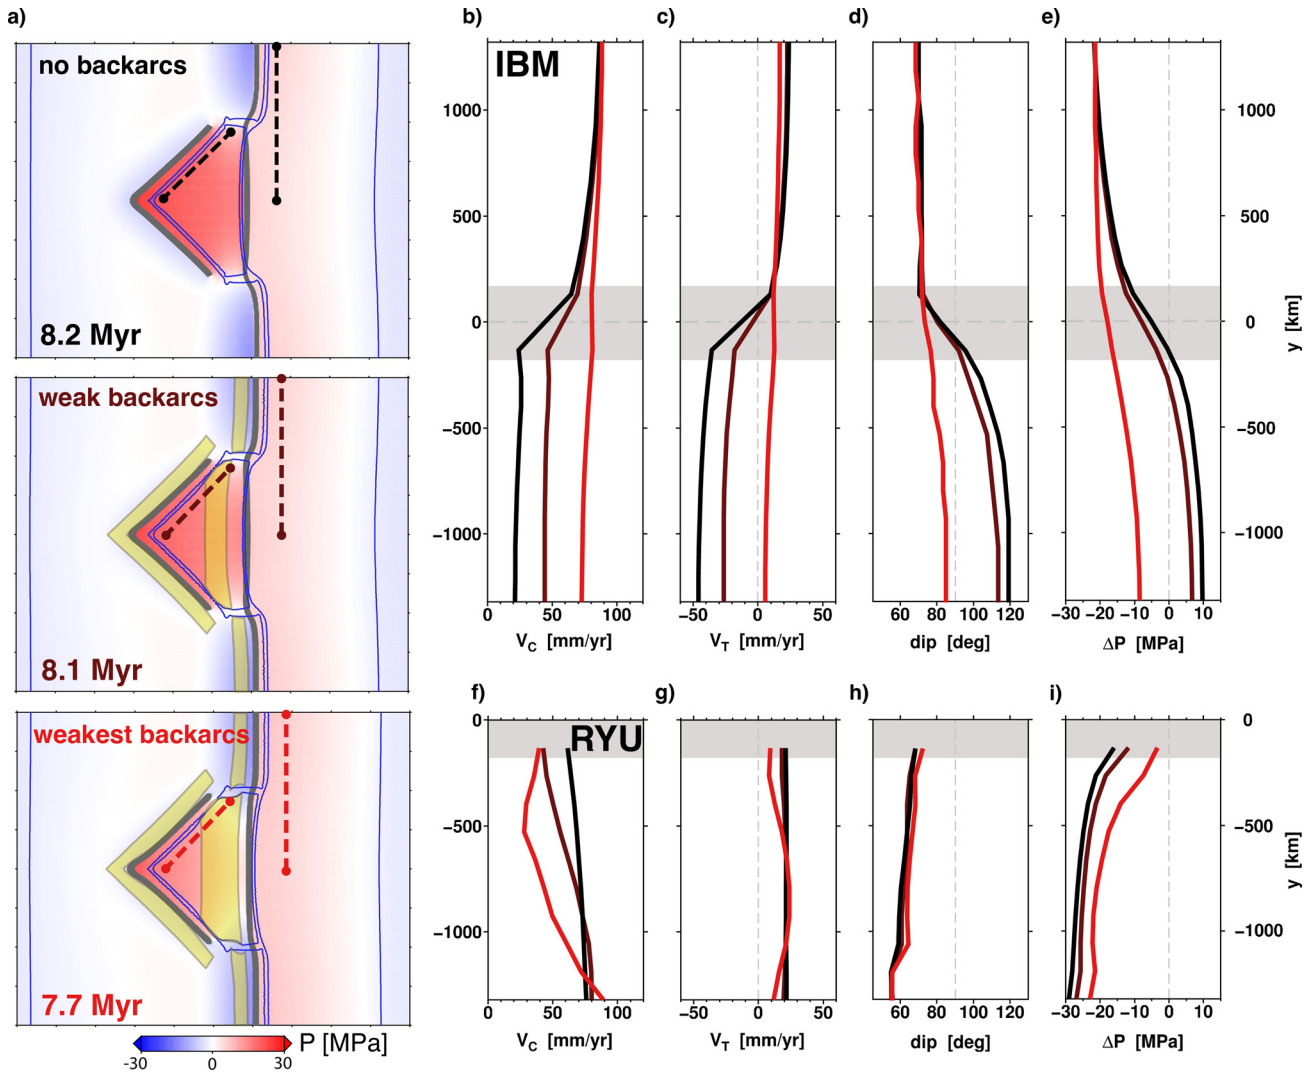 a)
no backarcs
8.2 Myr
weak backarcs
8.1 Myr
weakest backarcs
7.7 Myr
P [MPa]
-30 0 30
b) c) d) e)
IBM
1000 1000
500 500
0 0
−500 −500
−1000 −1000
y [km]
0 50 100 −50 0 50 60 80 100 120 −30 −20 −10 0 10
V_C [mm/yr] V_T [mm/yr] dip [deg] ΔP [MPa]
f) g) h) i)
RYU
0 0
−500 −500
−1000 −1000
y [km]
0 50 100 −50 0 50 60 80 100 120 −30 −20 −10 0 10
V_C [mm/yr] V_T [mm/yr] dip [deg] ΔP [MPa]